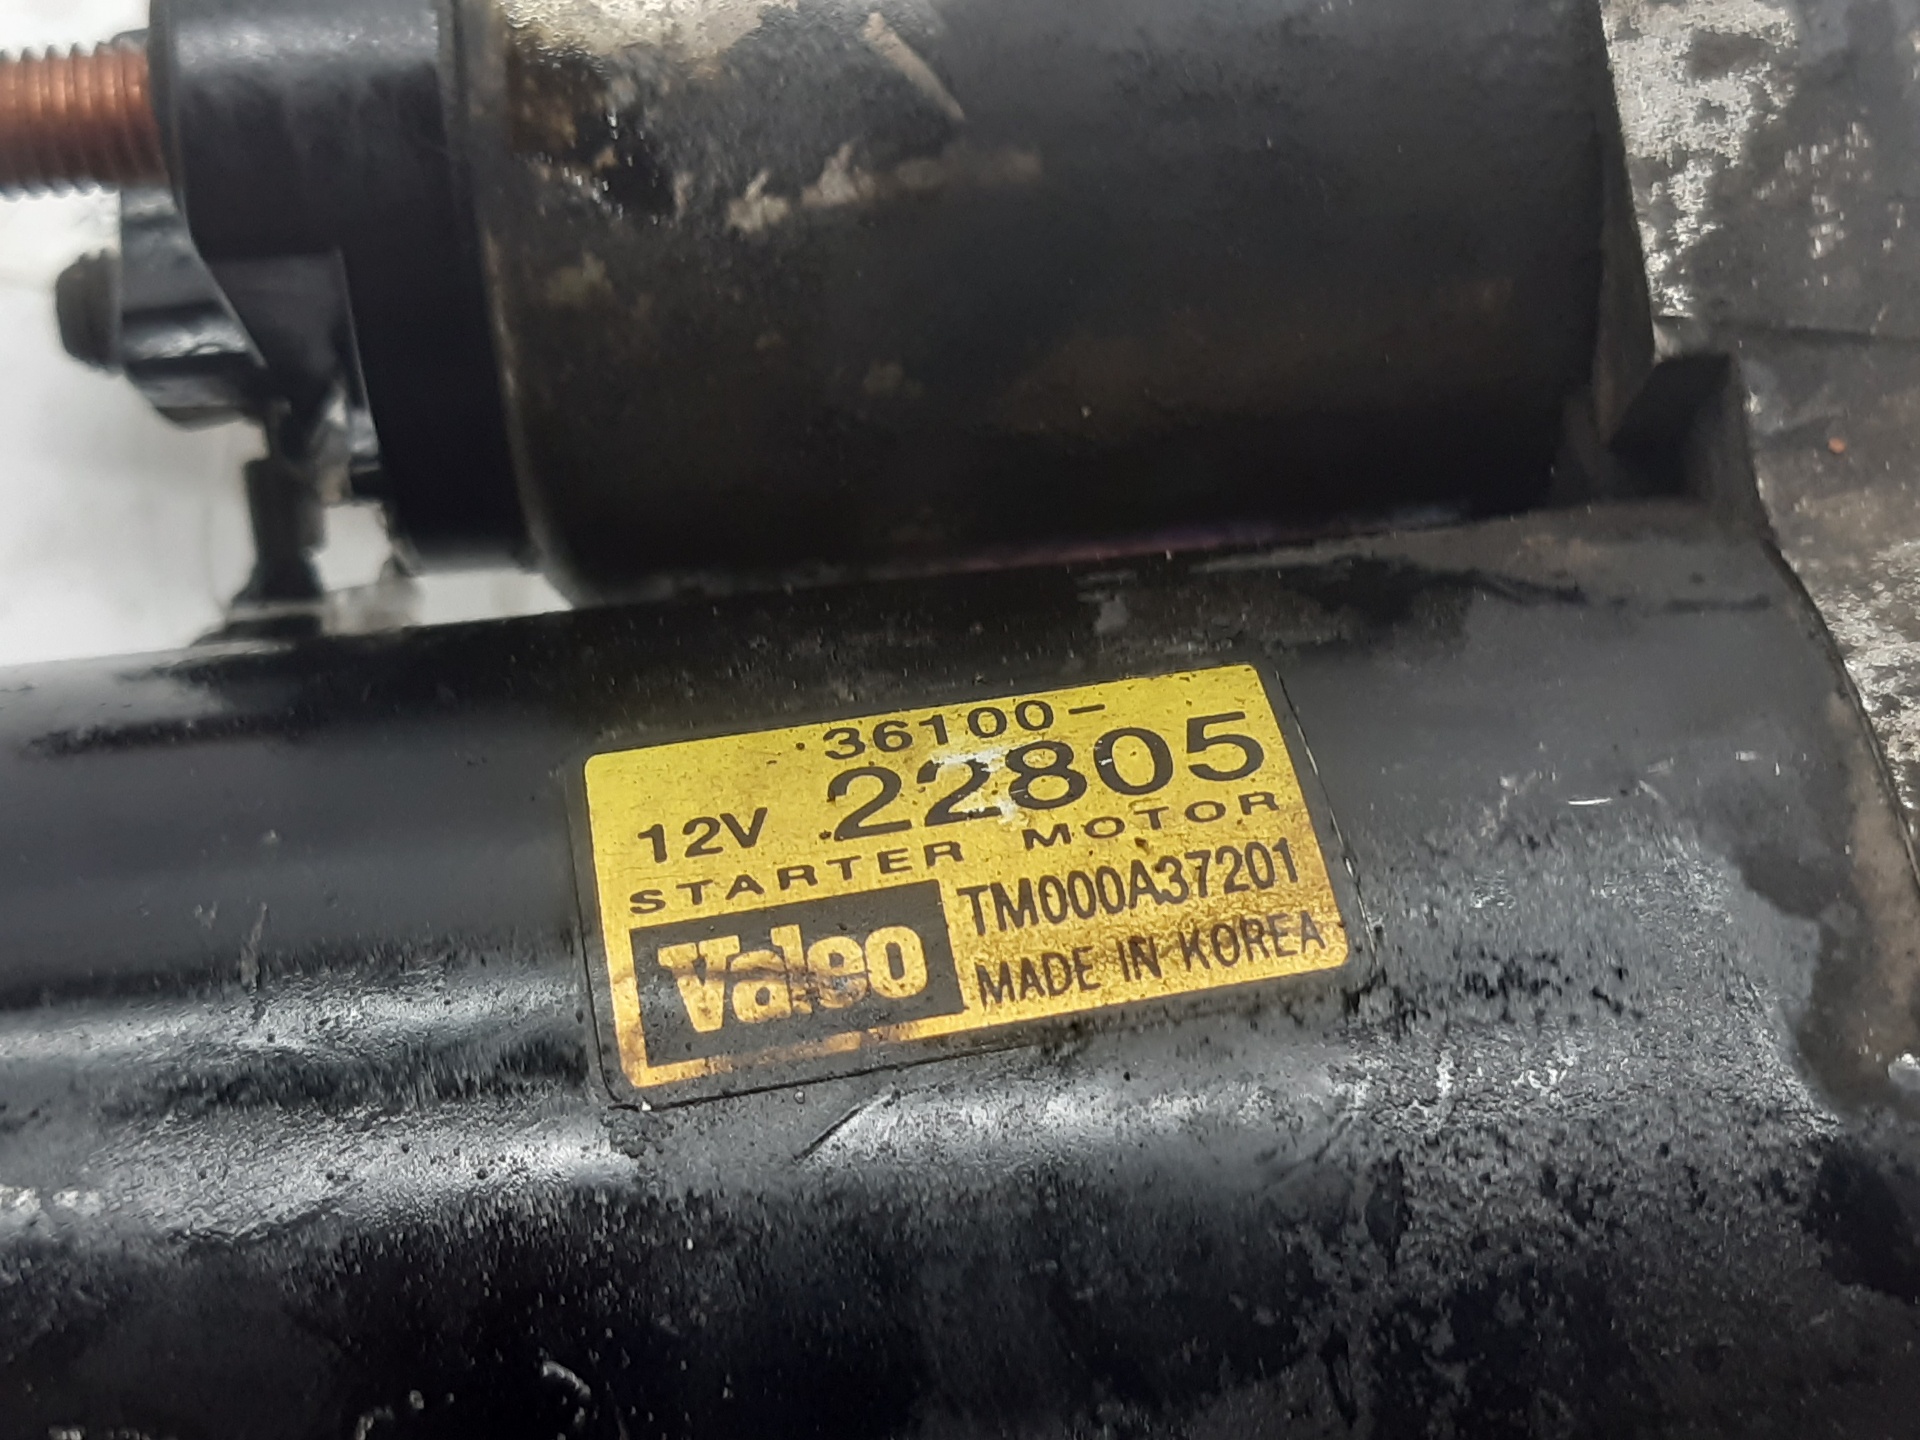 36100-
12V 22805
STARTER MOTOR
Valeo TM000A37201
MADE IN KOREA